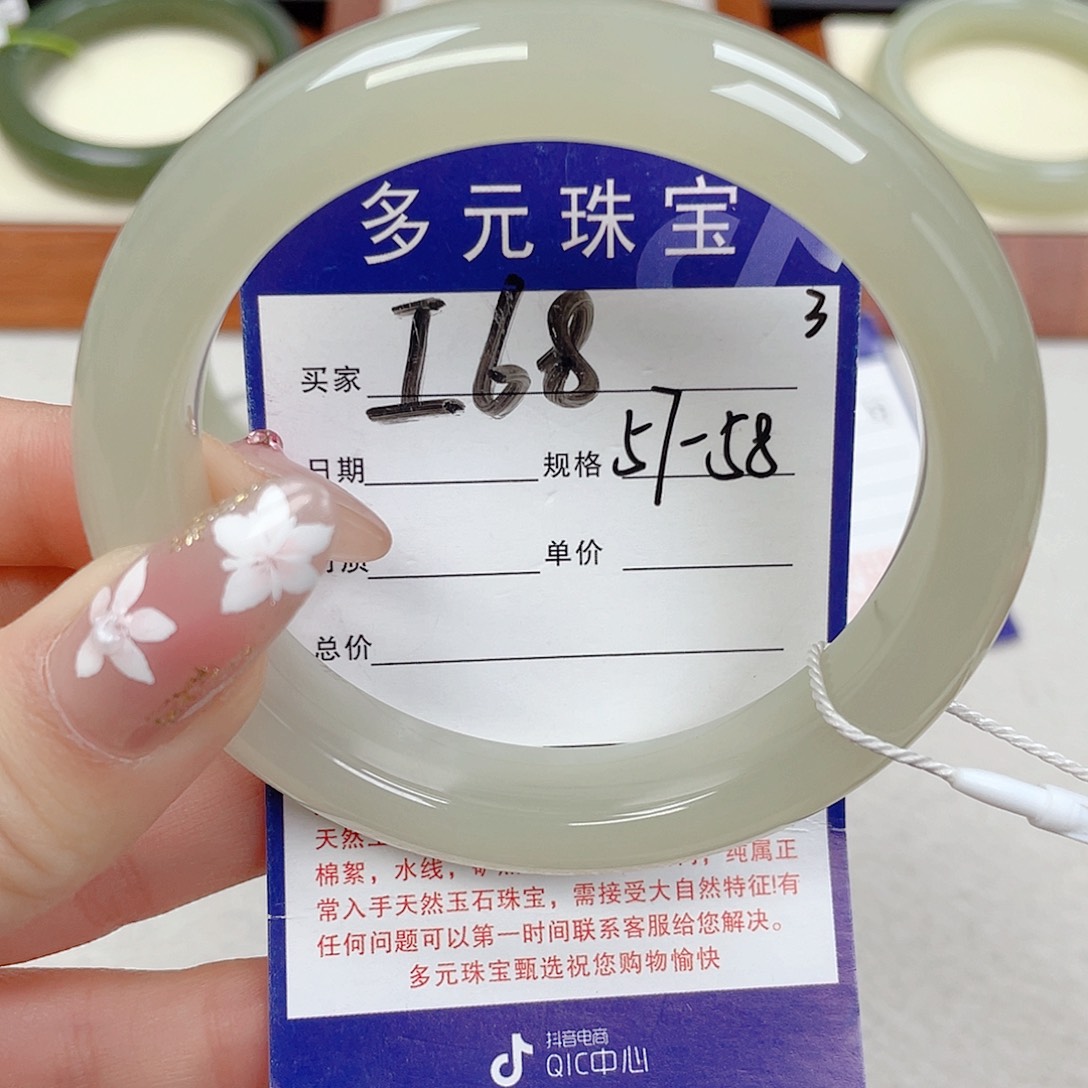 多元珠宝
3
买家 I68
日期 规格 57-58
单价
总价
天然
棉絮，水线，纯属正
常入手天然玉石珠宝，需接受大自然特征!有
任何问题可以第一时间联系客服给您解决。
多元珠宝甄选祝您购物愉快
抖音电商
QIC中心